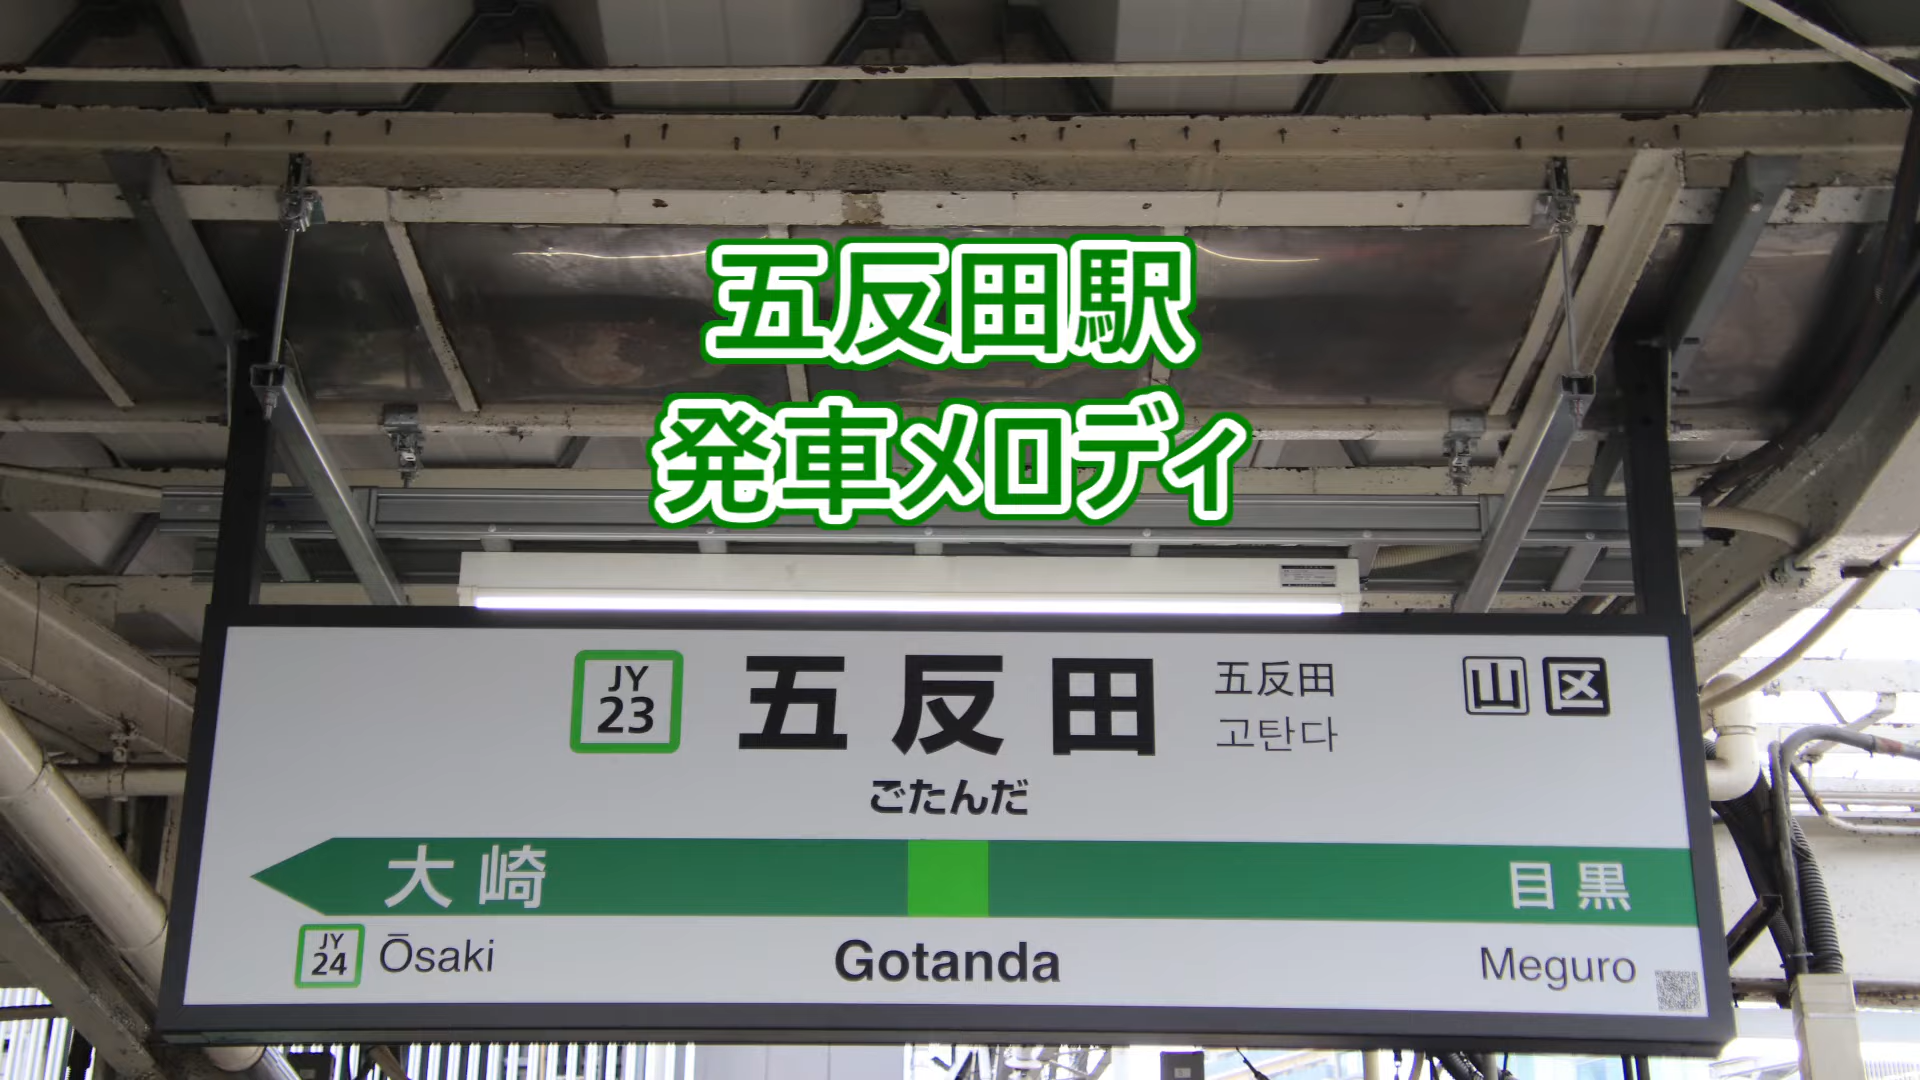 五反田駅
発車メロディ
JY
23
五反田
五反田
고탄다
山 区
ごたんだ
大崎
目黒
JY
24
Ōsaki
Gotanda
Meguro